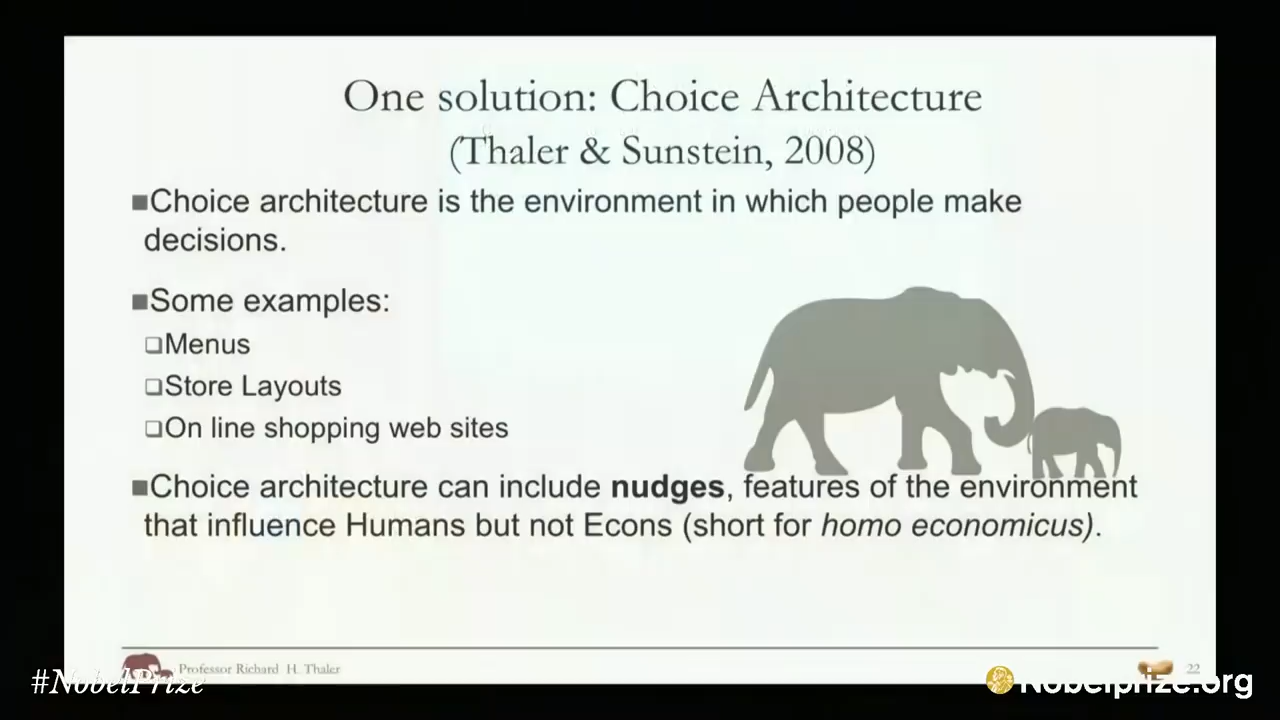 One solution: Choice Architecture
(Thaler & Sunstein, 2008)
■Choice architecture is the environment in which people make
decisions.
■Some examples:
❑Menus
❑Store Layouts
❑On line shopping web sites
■Choice architecture can include nudges, features of the environment
that influence Humans but not Econs (short for homo economicus).
Professor Richard H. Thaler
22
#NobelPrize
Nobelprize.org